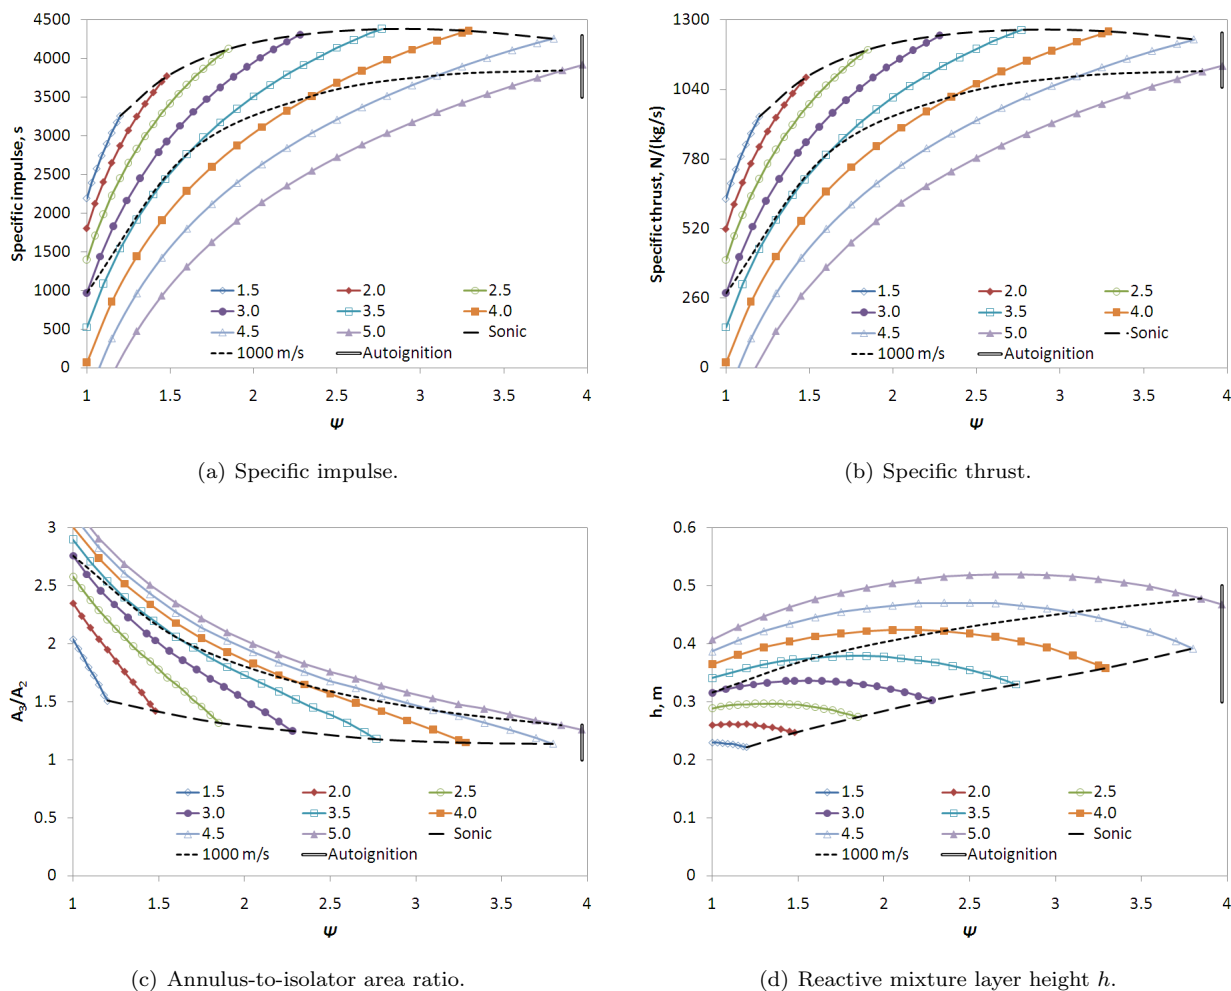 4500
4000
3500
3000
2500
2000
1500
1000
500
0
Specific impulse, s
1 1.5 2 2.5 3 3.5 4
Ψ
1.5 2.0 2.5
3.0 3.5 4.0
4.5 5.0 Sonic
1000 m/s Autoignition
(a) Specific impulse.
1300
1040
780
520
260
0
Specific thrust, N/(kg/s)
1 1.5 2 2.5 3 3.5 4
Ψ
1.5 2.0 2.5
3.0 3.5 4.0
4.5 5.0 Sonic
1000 m/s Autoignition
(b) Specific thrust.
3
2.5
2
1.5
1
0.5
0
A3/A2
1 1.5 2 2.5 3 3.5 4
Ψ
1.5 2.0 2.5
3.0 3.5 4.0
4.5 5.0 Sonic
1000 m/s Autoignition
(c) Annulus-to-isolator area ratio.
0.6
0.5
0.4
0.3
0.2
0.1
0
h, m
1 1.5 2 2.5 3 3.5 4
Ψ
1.5 2.0 2.5
3.0 3.5 4.0
4.5 5.0 Sonic
1000 m/s Autoignition
(d) Reactive mixture layer height h.